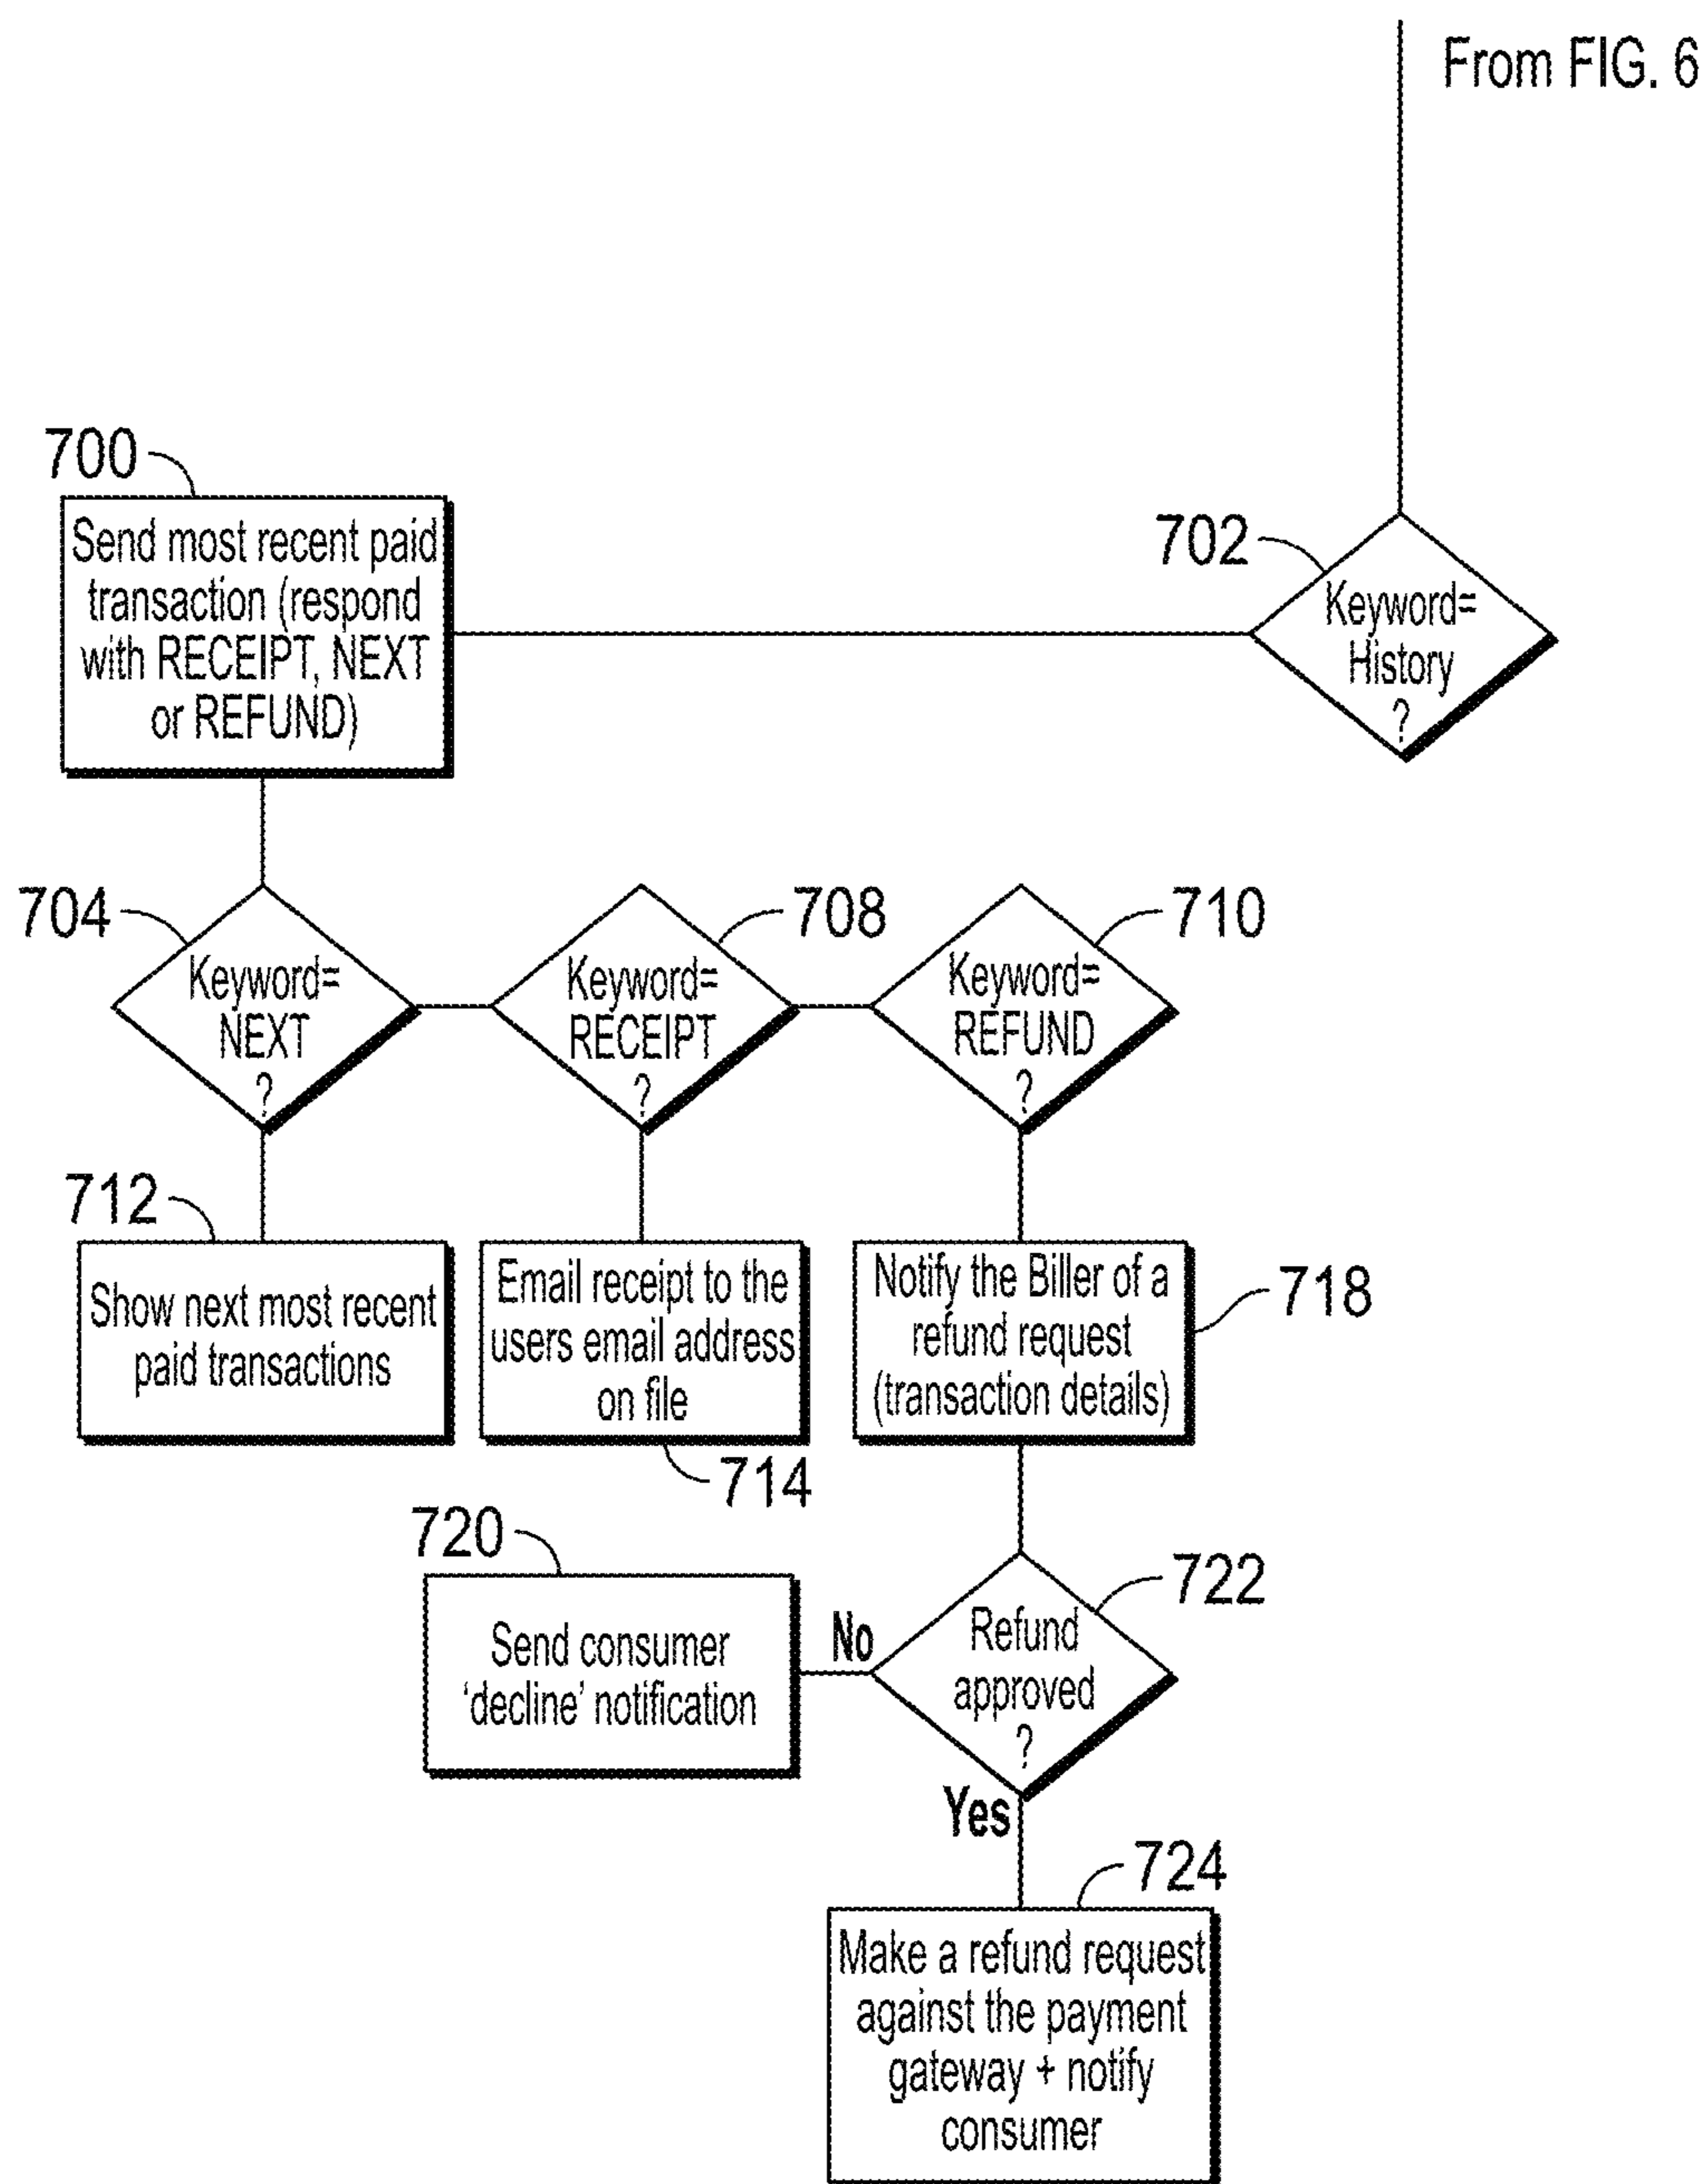 From FIG. 6
700
Send most recent paid
transaction (respond
with RECEIPT, NEXT
or REFUND)
702
Keyword=
History
?
704
Keyword=
NEXT
?
708
Keyword=
RECEIPT
?
710
Keyword=
REFUND
?
712
Show next most recent
paid transactions
Email receipt to the
users email address
on file
714
Notify the Biller of a
refund request
(transaction details)
718
720
Send consumer
‘decline’ notification
No
722
Refund
approved
?
Yes
724
Make a refund request
against the payment
gateway + notify
consumer